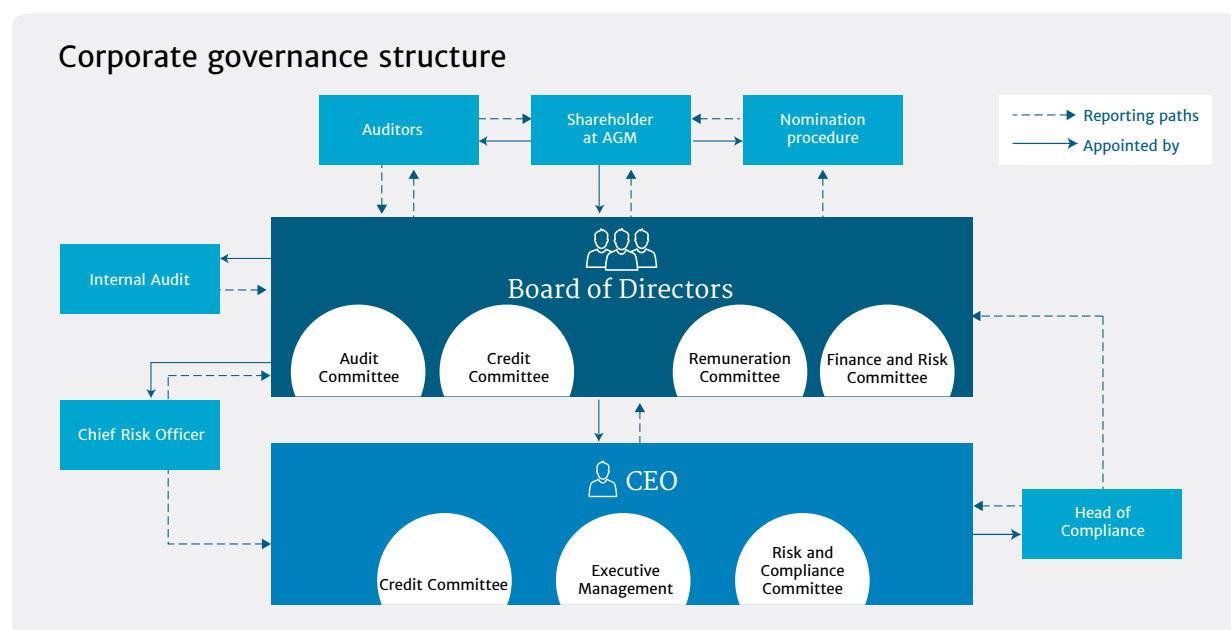 Corporate governance structure
Auditors
Shareholder
at AGM
Nomination
procedure
Reporting paths
Appointed by
Internal Audit
Board of Directors
Audit
Committee
Credit
Committee
Remuneration
Committee
Finance and Risk
Committee
Chief Risk Officer
CEO
Head of
Compliance
Credit Committee
Executive
Management
Risk and
Compliance
Committee